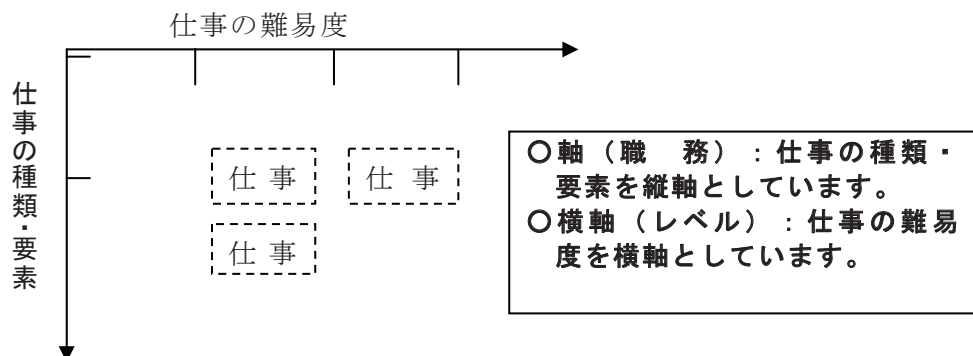 仕事の難易度
仕事の種類・要素
仕 事
仕 事
仕 事
○軸（職　務）：仕事の種類・
要素を縦軸としています。
○横軸（レベル）：仕事の難易
度を横軸としています。